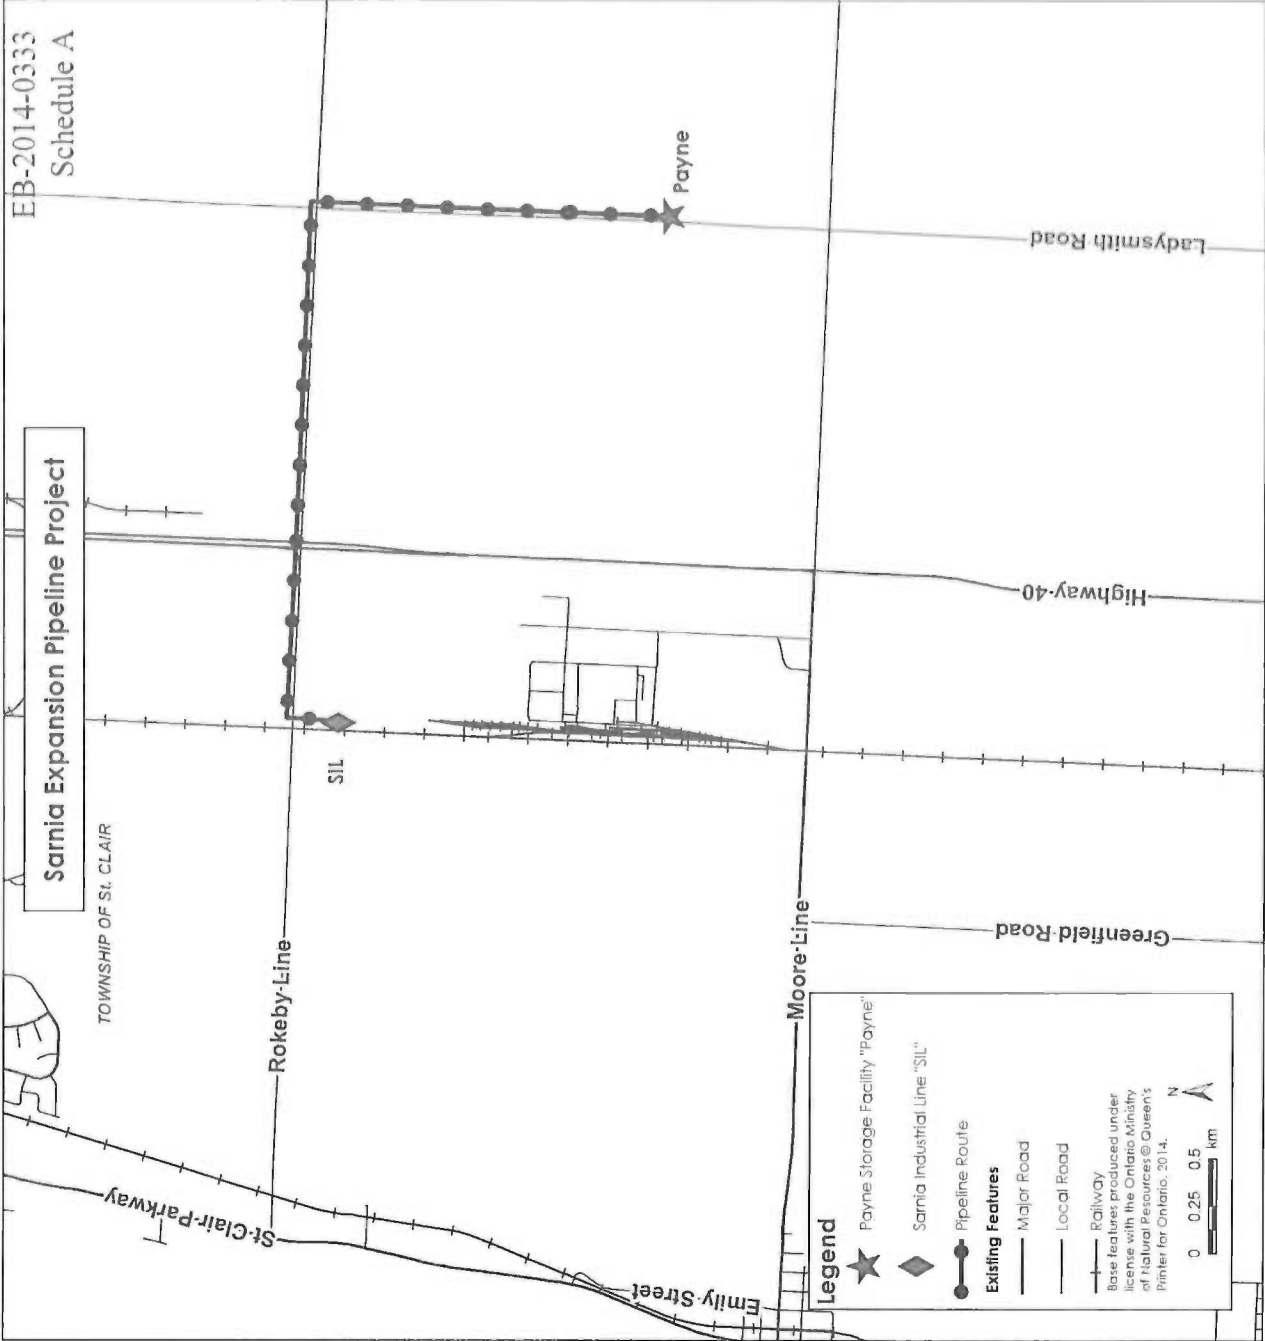 EB-2014-0333
Schedule A
Sarnia Expansion Pipeline Project
TOWNSHIP OF St. CLAIR
Rokeby-Line
St-Clair-Parkway
Emily-Street
SIL
Payne
Moore-Line
Highway-40
Ladysmith Road
Greenfield Road
Legend
Payne Storage Facility "Payne"
Sarnia Industrial Line "SIL"
Pipeline Route
Existing Features
Major Road
Local Road
Railway
Base features produced under
license with the Ontario Ministry
of Natural Resources © Queen's
Printer for Ontario, 2014.
N
0 0.25 0.5
km